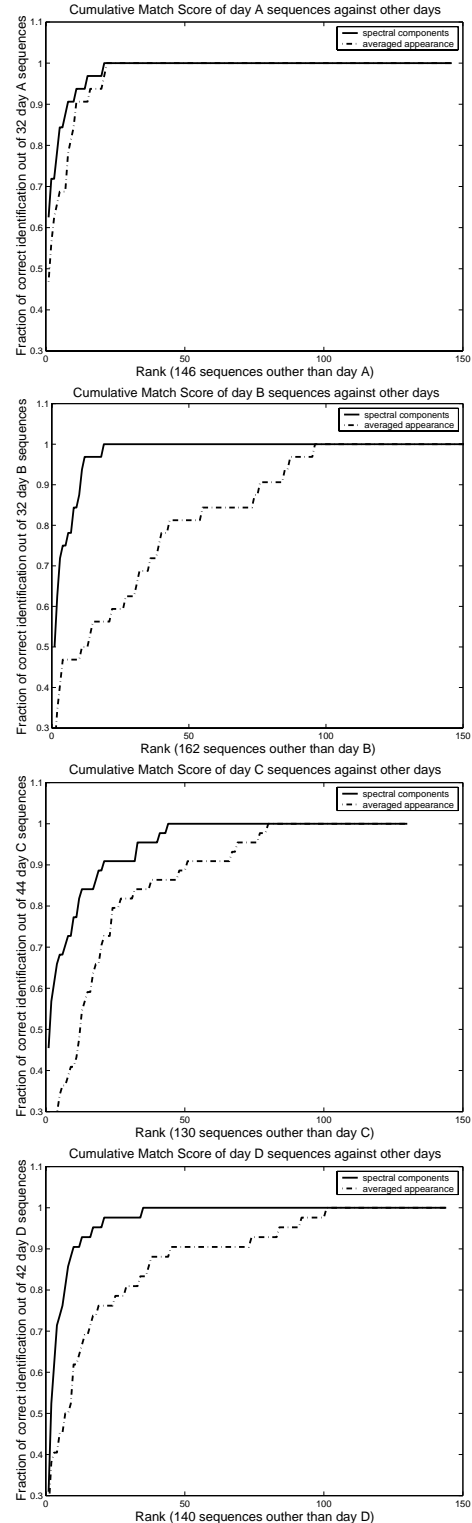 Cumulative Match Score of day A sequences against other days
1.1
1
0.9
0.8
0.7
0.6
0.5
0.4
0.3
Fraction of correct identification out of 32 day A sequences
spectral components
averaged appearance
0 50 100 150
Rank (146 sequences outher than day A)
Cumulative Match Score of day B sequences against other days
1.1
1
0.9
0.8
0.7
0.6
0.5
0.4
0.3
Fraction of correct identification out of 32 day B sequences
spectral components
averaged appearance
0 50 100 150
Rank (162 sequences outher than day B)
Cumulative Match Score of day C sequences against other days
1.1
1
0.9
0.8
0.7
0.6
0.5
0.4
0.3
Fraction of correct identification out of 44 day C sequences
spectral components
averaged appearance
0 50 100 150
Rank (130 sequences outher than day C)
Cumulative Match Score of day D sequences against other days
1.1
1
0.9
0.8
0.7
0.6
0.5
0.4
0.3
Fraction of correct identification out of 42 day D sequences
spectral components
averaged appearance
0 50 100 150
Rank (140 sequences outher than day D)